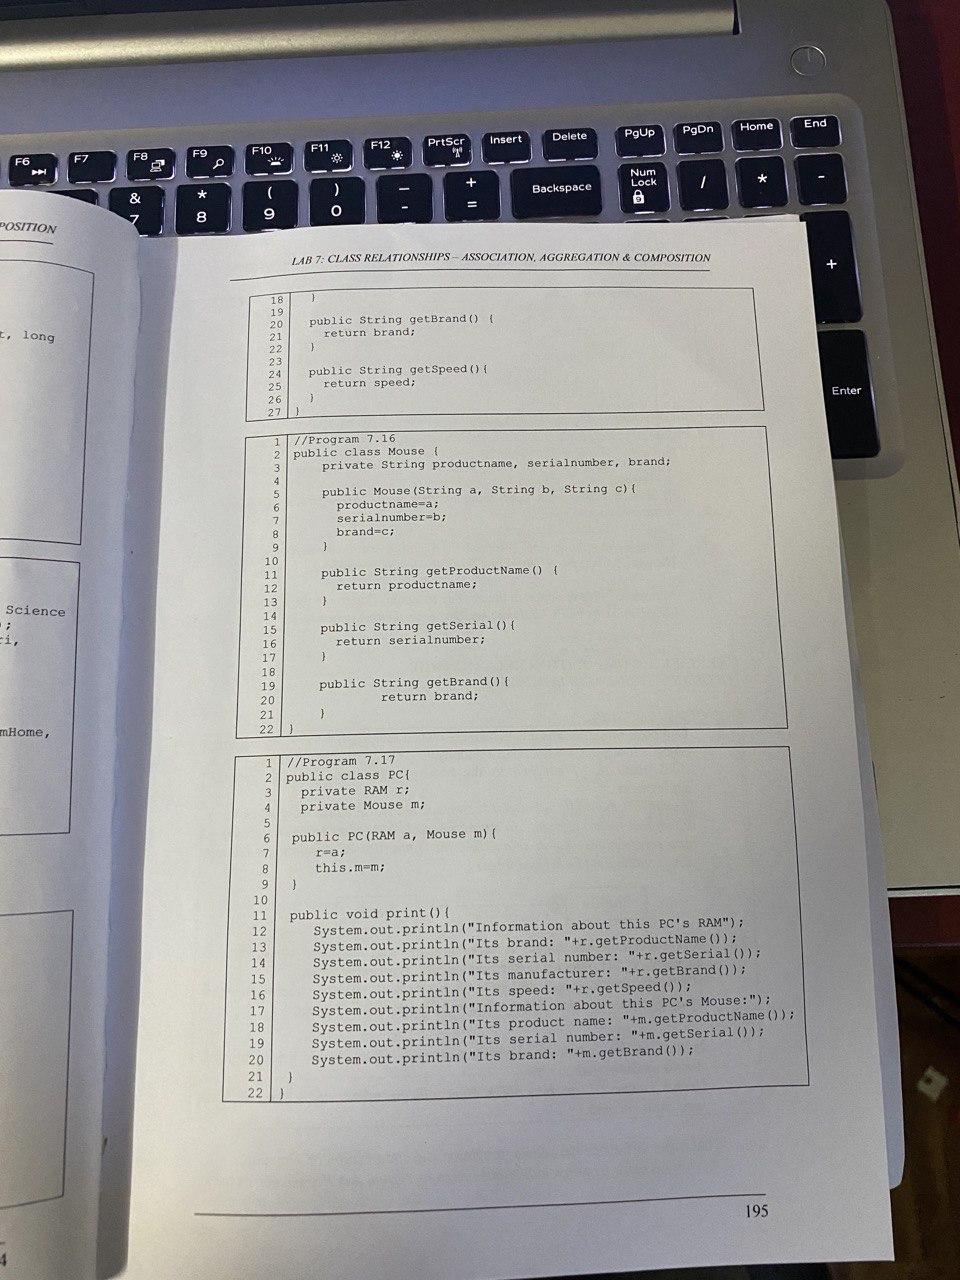 F6
F7
F8
F9
F10
F11
F12
PrtScr
Insert
Delete
PgUp
PgDn
Home
End
&
7
*
8
(
9
)
0
_
-
+
=
Backspace
Num
Lock
9
/
*
-
+
Enter
POSITION
t, long
Science
);
ri,
mHome,
4
LAB 7: CLASS RELATIONSHIPS – ASSOCIATION, AGGREGATION & COMPOSITION
18 }
19
20 public String getBrand() {
21 return brand;
22 }
23
24 public String getSpeed(){
25 return speed;
26 }
27 }
1 //Program 7.16
2 public class Mouse {
3 private String productname, serialnumber, brand;
4
5 public Mouse(String a, String b, String c){
6 productname=a;
7 serialnumber=b;
8 brand=c;
9 }
10
11 public String getProductName() {
12 return productname;
13 }
14
15 public String getSerial(){
16 return serialnumber;
17 }
18
19 public String getBrand(){
20 return brand;
21 }
22 }
1 //Program 7.17
2 public class PC{
3 private RAM r;
4 private Mouse m;
5
6 public PC(RAM a, Mouse m){
7 r=a;
8 this.m=m;
9 }
10
11 public void print(){
12 System.out.println("Information about this PC's RAM");
13 System.out.println("Its brand: "+r.getProductName());
14 System.out.println("Its serial number: "+r.getSerial());
15 System.out.println("Its manufacturer: "+r.getBrand());
16 System.out.println("Its speed: "+r.getSpeed());
17 System.out.println("Information about this PC's Mouse:");
18 System.out.println("Its product name: "+m.getProductName());
19 System.out.println("Its serial number: "+m.getSerial());
20 System.out.println("Its brand: "+m.getBrand());
21 }
22 }
195